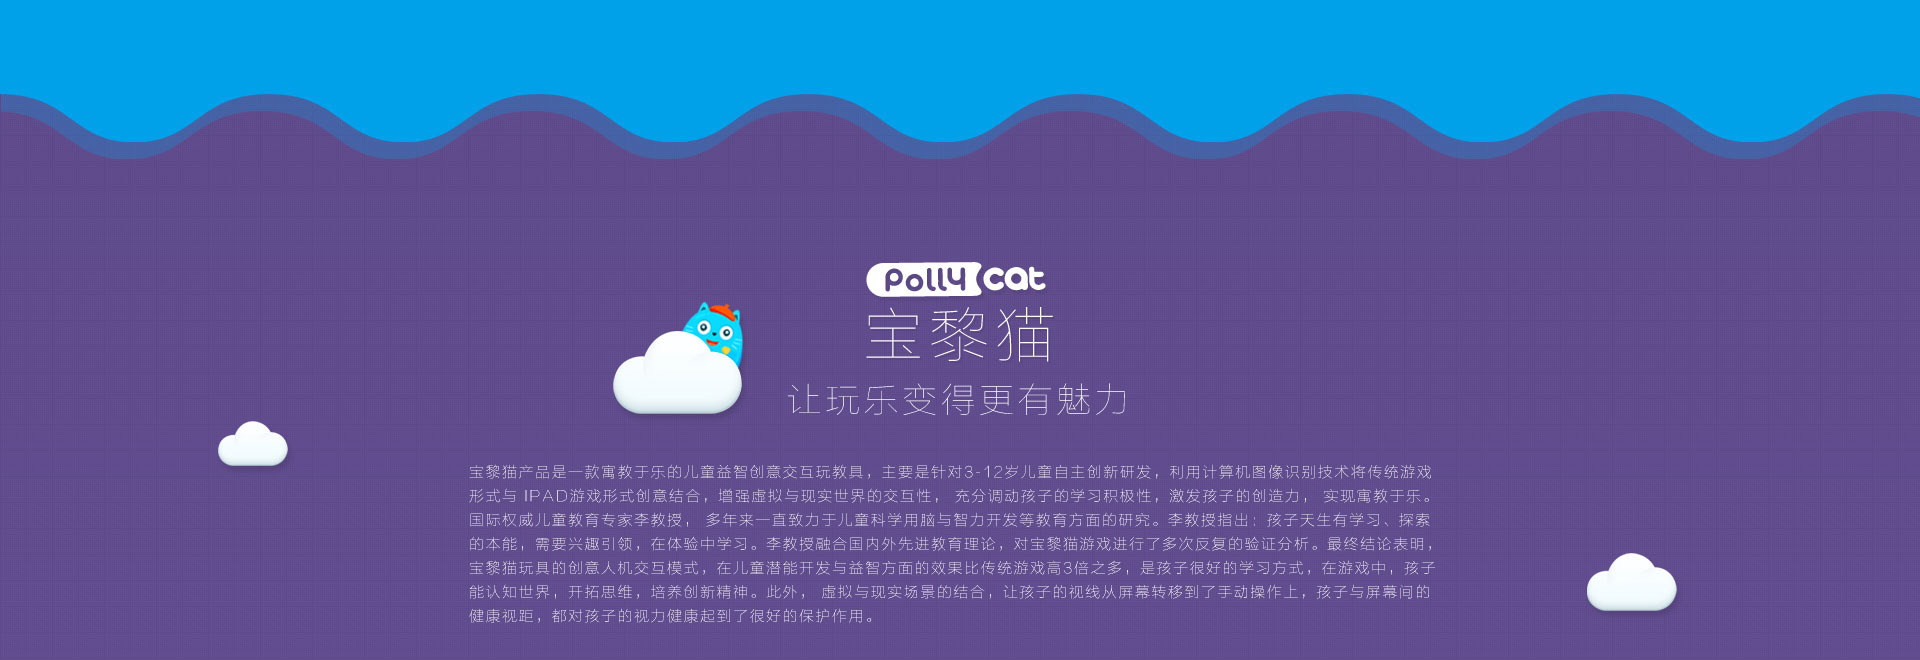 Polly cat
宝黎猫
让玩乐变得更有魅力
宝黎猫产品是一款寓教于乐的儿童益智创意交互玩教具，主要是针对3-12岁儿童自主创新研发，利用计算机图像识别技术将传统游戏
形式与 IPAD游戏形式创意结合，增强虚拟与现实世界的交互性， 充分调动孩子的学习积极性，激发孩子的创造力， 实现寓教于乐。
国际权威儿童教育专家李教授， 多年来一直致力于儿童科学用脑与智力开发等教育方面的研究。李教授指出：孩子天生有学习、探索
的本能，需要兴趣引领，在体验中学习。李教授融合国内外先进教育理论，对宝黎猫游戏进行了多次反复的验证分析。最终结论表明，
宝黎猫玩具的创意人机交互模式，在儿童潜能开发与益智方面的效果比传统游戏高3倍之多，是孩子很好的学习方式，在游戏中，孩子
能认知世界，开拓思维，培养创新精神。此外， 虚拟与现实场景的结合，让孩子的视线从屏幕转移到了手动操作上，孩子与屏幕间的
健康视距，都对孩子的视力健康起到了很好的保护作用。